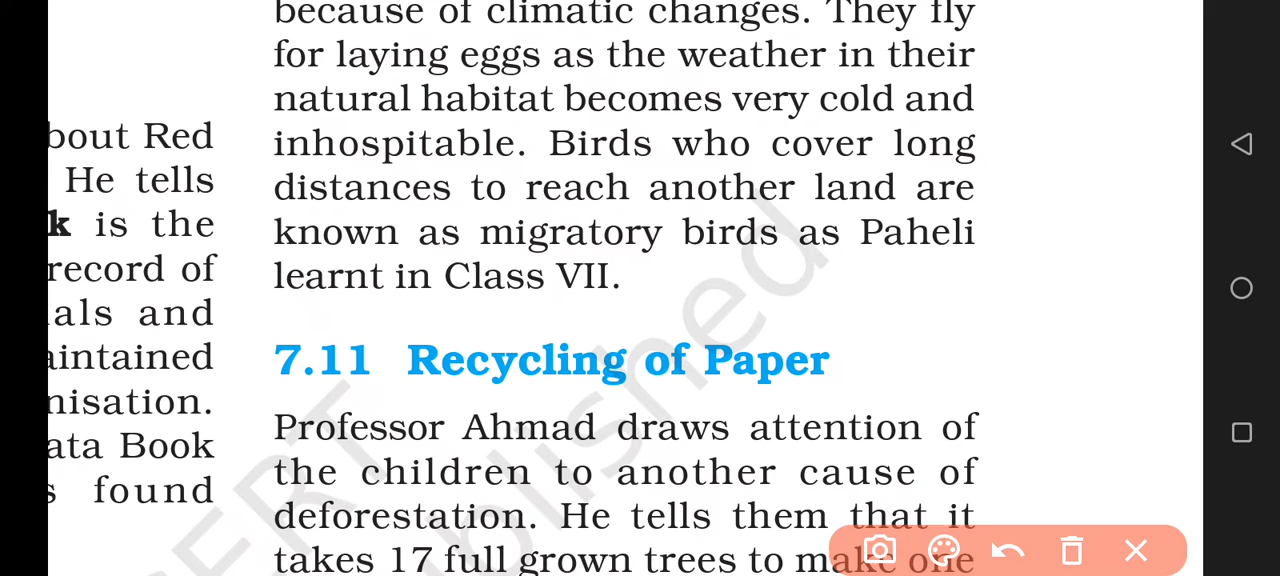 bout Red
He tells
k is the
record of
als and
aintained
nisation.
ata Book
s found
because of climatic changes. They fly
for laying eggs as the weather in their
natural habitat becomes very cold and
inhospitable. Birds who cover long
distances to reach another land are
known as migratory birds as Paheli
learnt in Class VII.
7.11 Recycling of Paper
Professor Ahmad draws attention of
the children to another cause of
deforestation. He tells them that it
takes 17 full grown trees to make one